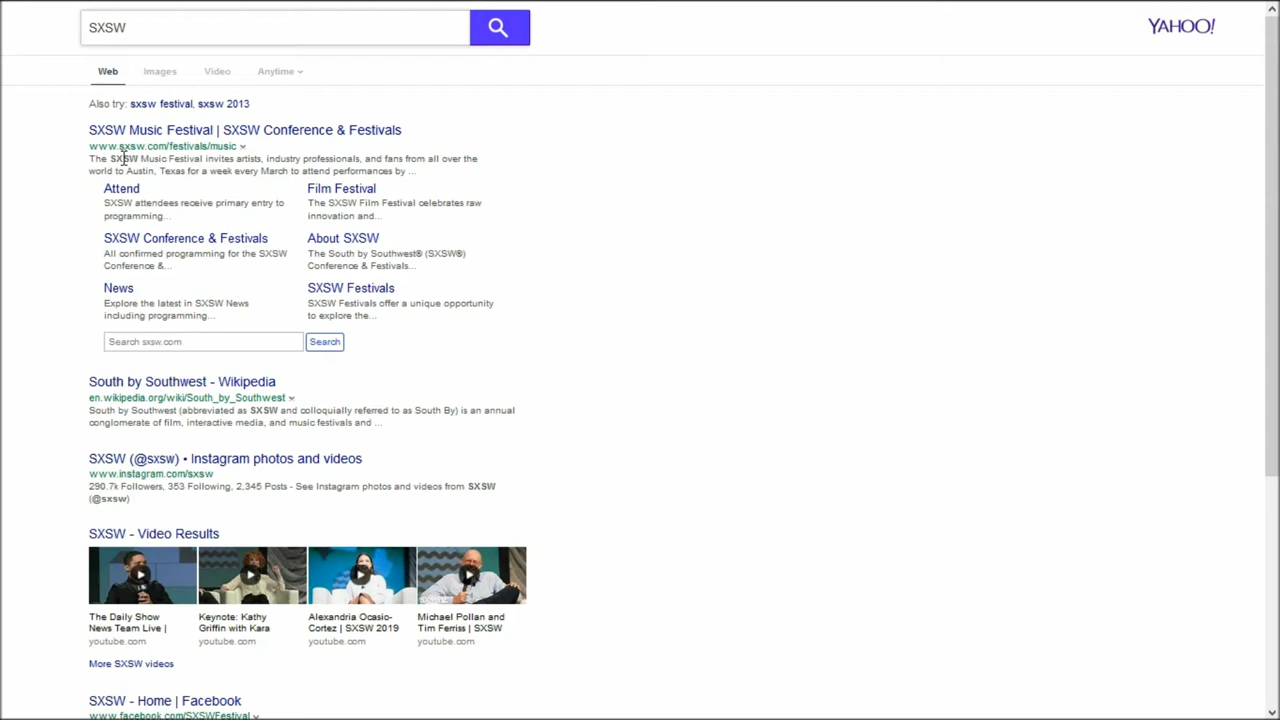 SXSW
YAHOO!
Web Images Video Anytime
Also try: sxsw festival, sxsw 2013
SXSW Music Festival | SXSW Conference & Festivals
www.sxsw.com/festivals/music
The SXSW Music Festival invites artists, industry professionals, and fans from all over the
world to Austin, Texas for a week every March to attend performances by ...
Attend
SXSW attendees receive primary entry to
programming...
Film Festival
The SXSW Film Festival celebrates raw
innovation and...
SXSW Conference & Festivals
All confirmed programming for the SXSW
Conference &...
About SXSW
The South by Southwest® (SXSW®)
Conference & Festivals...
News
Explore the latest in SXSW News
including programming...
SXSW Festivals
SXSW Festivals offer a unique opportunity
to explore the...
Search sxsw.com
Search
South by Southwest - Wikipedia
en.wikipedia.org/wiki/South_by_Southwest
South by Southwest (abbreviated as SXSW and colloquially referred to as South By) is an annual
conglomerate of film, interactive media, and music festivals and ...
SXSW (@sxsw) • Instagram photos and videos
www.instagram.com/sxsw
290.7k Followers, 353 Following, 2,345 Posts - See Instagram photos and videos from SXSW
(@sxsw)
SXSW - Video Results
The Daily Show
News Team Live |
youtube.com
Keynote: Kathy
Griffin with Kara
youtube.com
Alexandria Ocasio-
Cortez | SXSW 2019
youtube.com
Michael Pollan and
Tim Ferriss | SXSW
youtube.com
More SXSW videos
SXSW - Home | Facebook
www.facebook.com/SXSWFestival